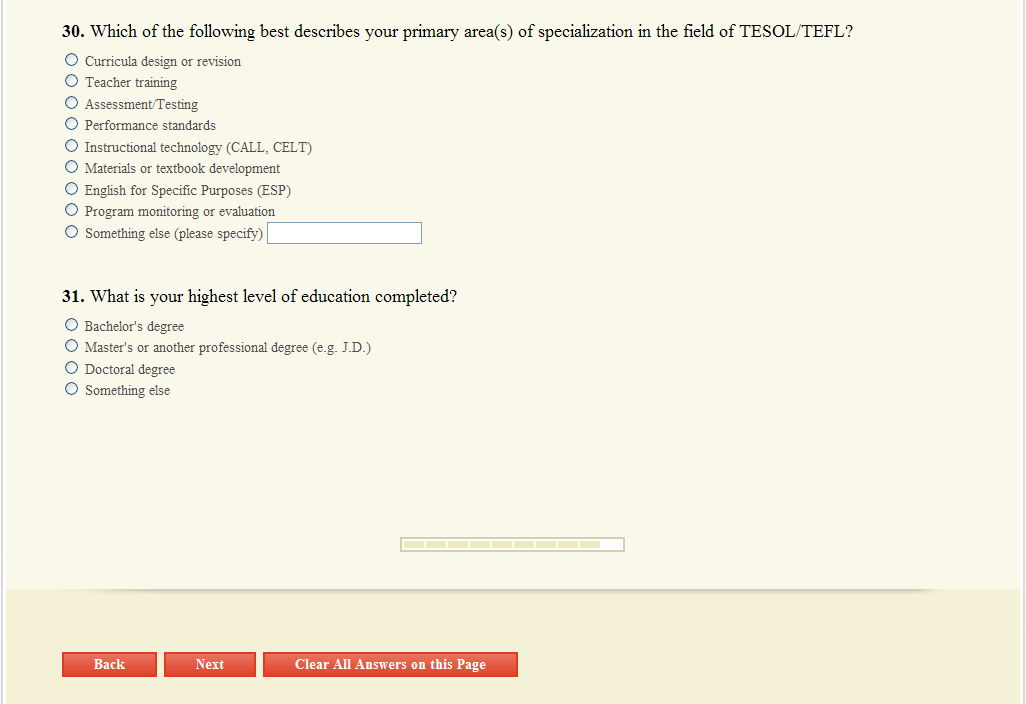 30. Which of the following best describes your primary area(s) of specialization in the field of TESOL/TEFL?
Curricula design or revision
Teacher training
Assessment/Testing
Performance standards
Instructional technology (CALL, CELT)
Materials or textbook development
English for Specific Purposes (ESP)
Program monitoring or evaluation
Something else (please specify)
31. What is your highest level of education completed?
Bachelor's degree
Master's or another professional degree (e.g. J.D.)
Doctoral degree
Something else
Back Next Clear All Answers on this Page